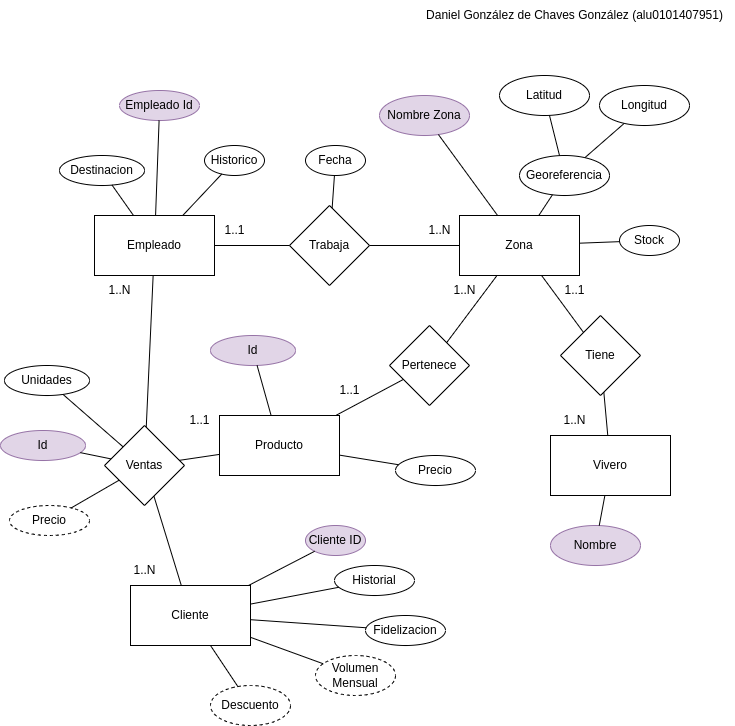 Daniel González de Chaves González (alu0101407951)
Empleado Id
Nombre Zona
Latitud
Longitud
Destinacion
Historico
Fecha
Georeferencia
Empleado
1..1
Trabaja
1..N
Zona
Stock
1..N
1..N
1..1
Id
Pertenece
Tiene
Unidades
1..1
1..1
1..N
Id
Ventas
Producto
Precio
Vivero
Precio
Cliente ID
Nombre
1..N
Historial
Cliente
Fidelizacion
Volumen
Mensual
Descuento